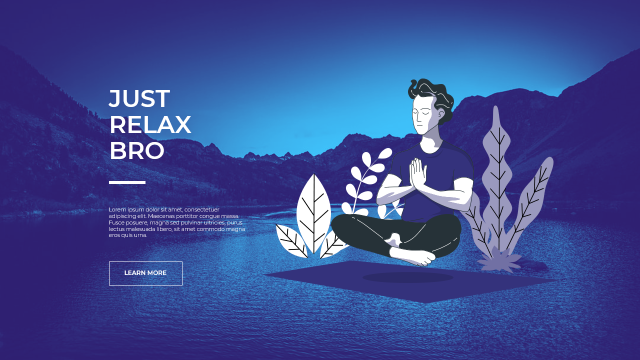 JUST
RELAX
BRO
Lorem ipsum dolor sit amet, consectetuer
adipiscing elit. Maecenas porttitor congue massa.
Fusce posuere, magna sed pulvinar ultricies, purus
lectus malesuada libero, sit amet commodo magna
eros quis urna.
LEARN MORE